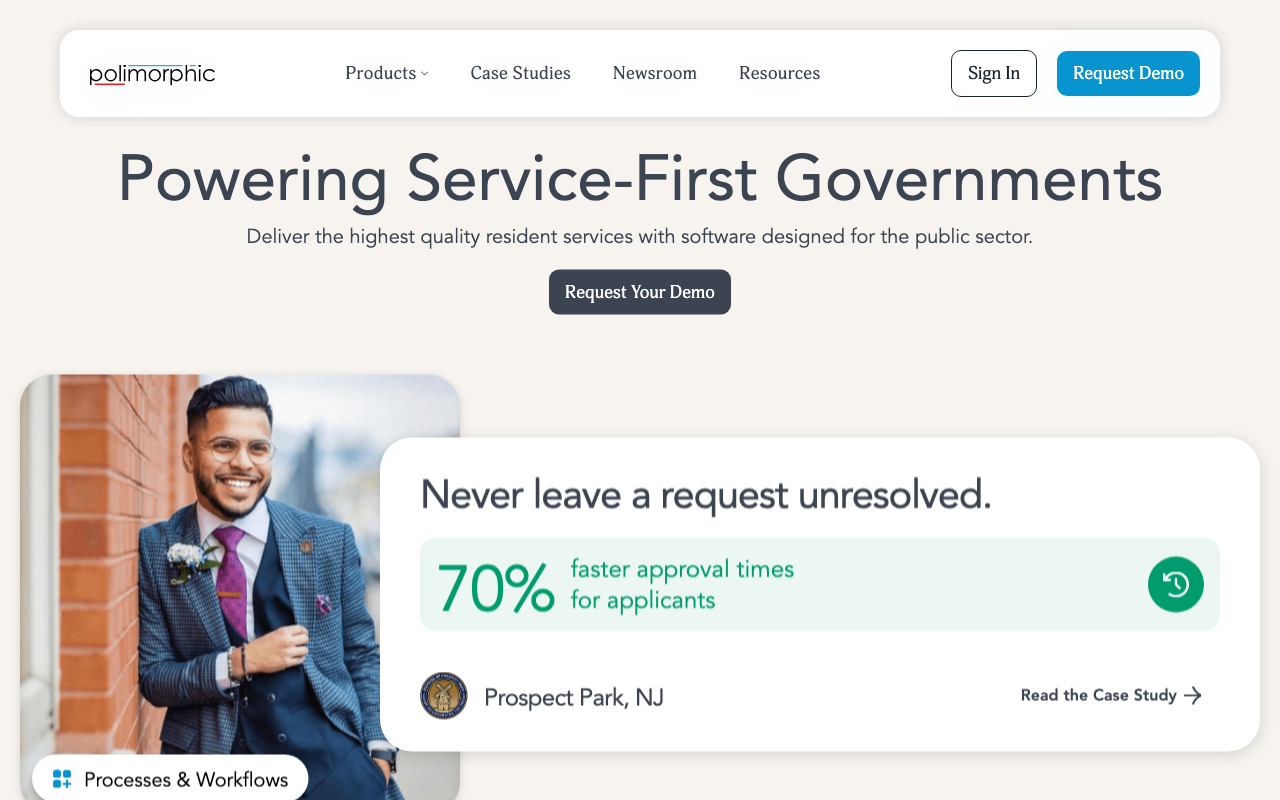 polimorphic
Products
Case Studies
Newsroom
Resources
Sign In
Request Demo
Powering Service-First Governments
Deliver the highest quality resident services with software designed for the public sector.
Request Your Demo
Never leave a request unresolved.
70%
faster approval times
for applicants
Prospect Park, NJ
Read the Case Study
Processes & Workflows